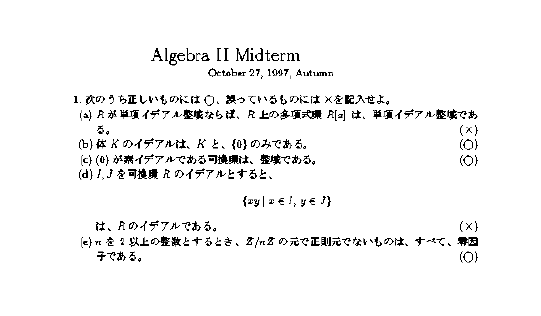 Algebra II Midterm
October 27, 1997, Autumn
1. 次のうち正しいものには ○、誤っているものには ×を記入せよ。
(a) R が単項イデアル整域ならば、R 上の多項式環 R[x] は、単項イデアル整域であ
る。 (×)
(b) 体 K のイデアルは、K と、{0} のみである。 (○)
(c) (0) が素イデアルである可換環は、整域である。 (○)
(d) I, J を可換環 R のイデアルとすると、
{xy | x ∈ I, y ∈ J}
は、R のイデアルである。 (×)
(e) n を 2 以上の整数とするとき、Z/nZ の元で正則元でないものは、すべて、零因
子である。 (○)